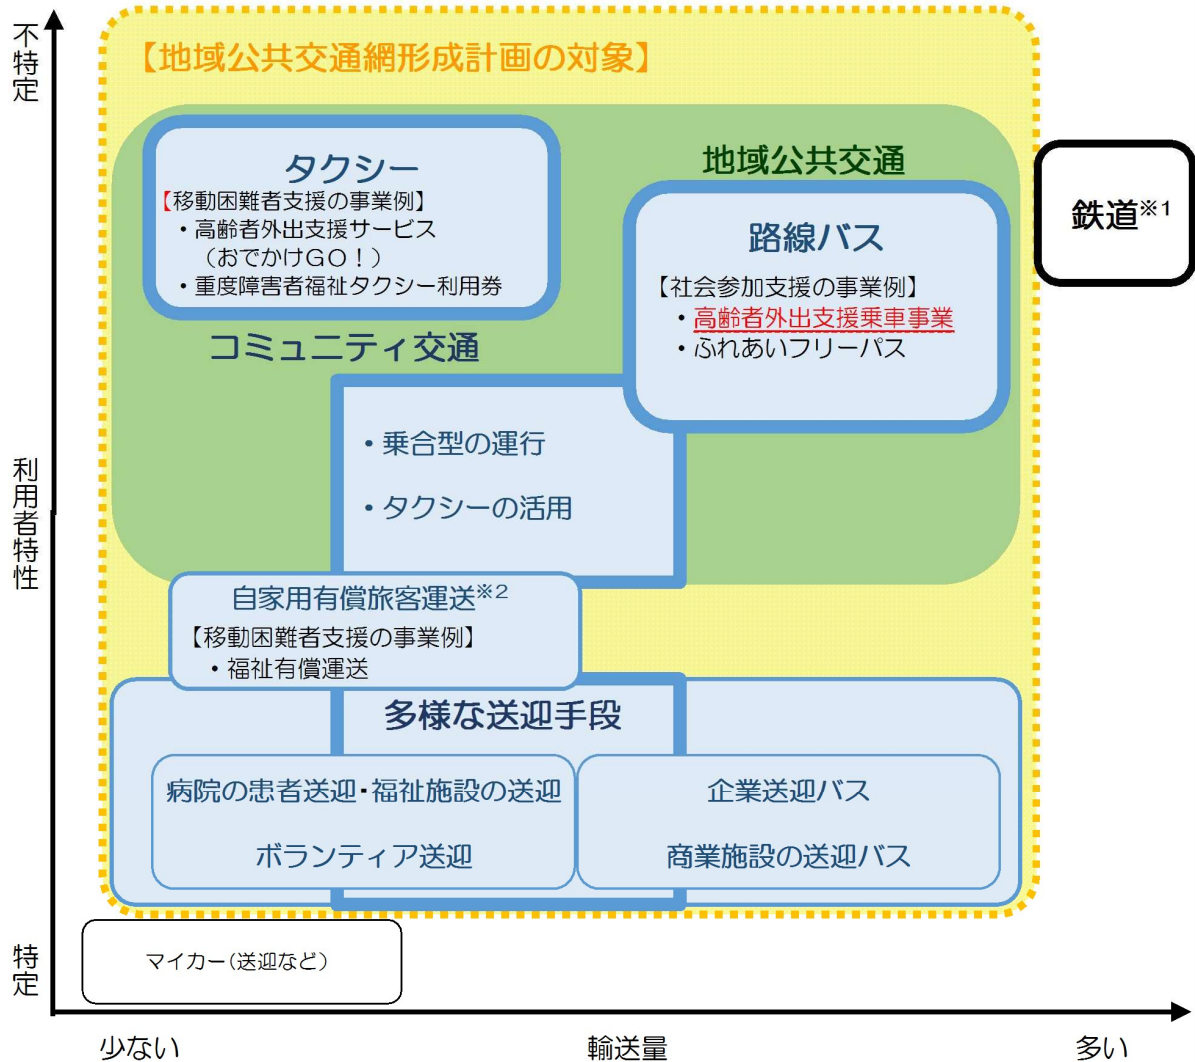 不特定
【地域公共交通網形成計画の対象】
タクシー
【移動困難者支援の事業例】
・高齢者外出支援サービス
（おでかけＧＯ！）
・重度障害者福祉タクシー利用券
地域公共交通
鉄道※1
路線バス
【社会参加支援の事業例】
・高齢者外出支援乗車事業
・ふれあいフリーパス
コミュニティ交通
・乗合型の運行
・タクシーの活用
利用者特性
自家用有償旅客運送※2
【移動困難者支援の事業例】
・福祉有償運送
多様な送迎手段
病院の患者送迎・福祉施設の送迎
ボランティア送迎
企業送迎バス
商業施設の送迎バス
特定
マイカー（送迎など）
少ない
輸送量
多い